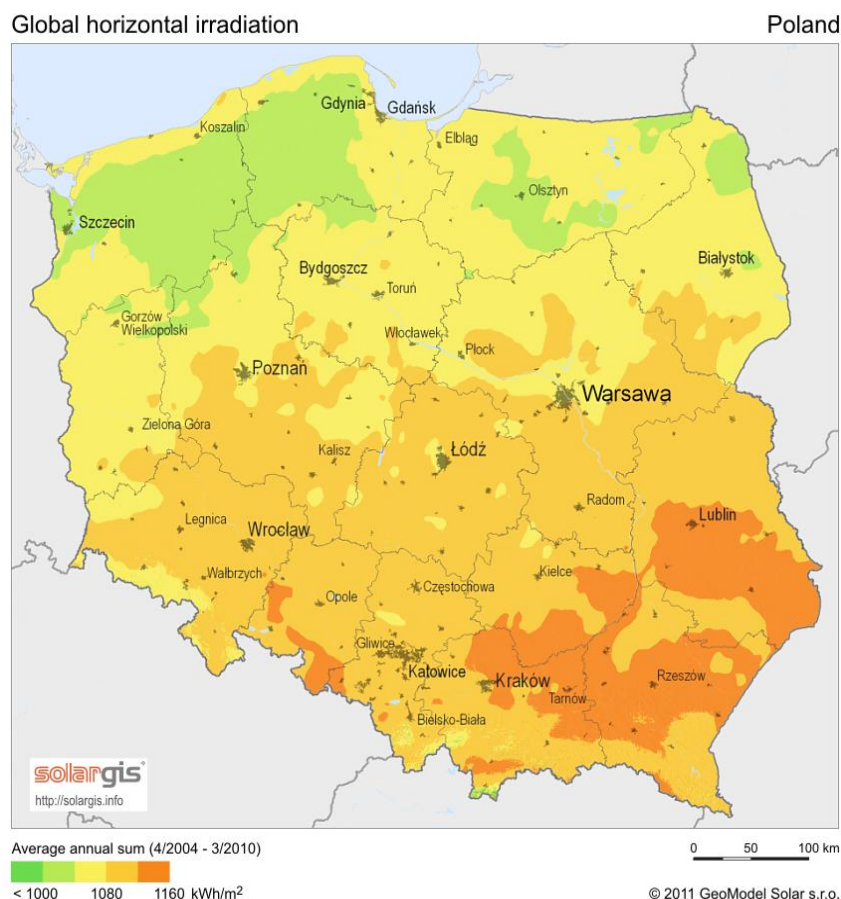 Global horizontal irradiation
Poland
Gdynia
Gdańsk
Koszalin
Elbląg
Olsztyn
Szczecin
Białystok
Bydgoszcz
Toruń
Gorzów
Wielkopolski
Włocławek
Płock
Poznań
Warsawa
Zielona Góra
Kalisz
Łódź
Radom
Legnica
Wrocław
Lublin
Wałbrzych
Opole
Częstochowa
Kielce
Gliwice
Katowice
Kraków
Tarnów
Rzeszów
Bielsko-Biała
solargis
http://solargis.info
Average annual sum (4/2004 - 3/2010)
0 50 100 km
< 1000 1080 1160 kWh/m²
© 2011 GeoModel Solar s.r.o.